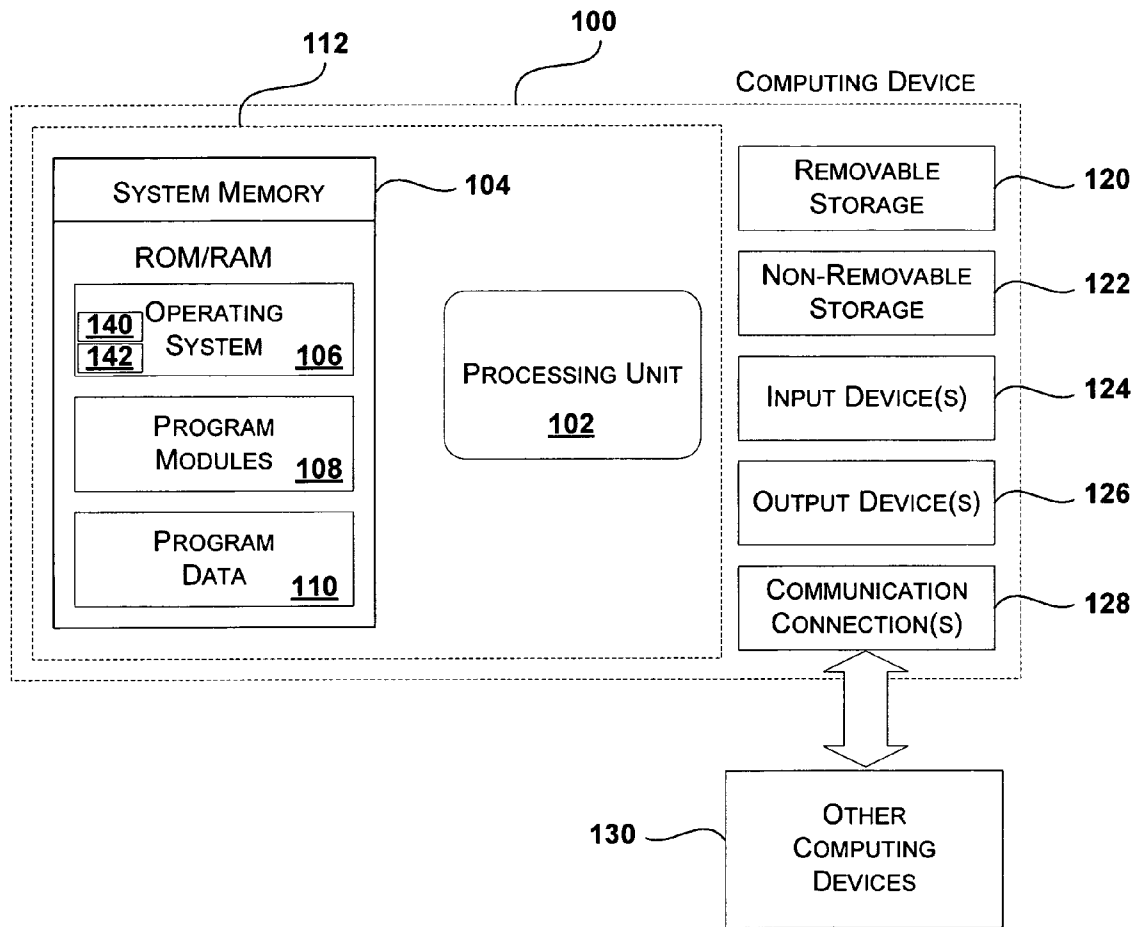 100
112
COMPUTING DEVICE
SYSTEM MEMORY
104
ROM/RAM
OPERATING
SYSTEM
140
142
106
PROGRAM
MODULES
108
PROGRAM
DATA
110
PROCESSING UNIT
102
REMOVABLE
STORAGE
120
NON-REMOVABLE
STORAGE
122
INPUT DEVICE(S)
124
OUTPUT DEVICE(S)
126
COMMUNICATION
CONNECTION(S)
128
OTHER
COMPUTING
DEVICES
130